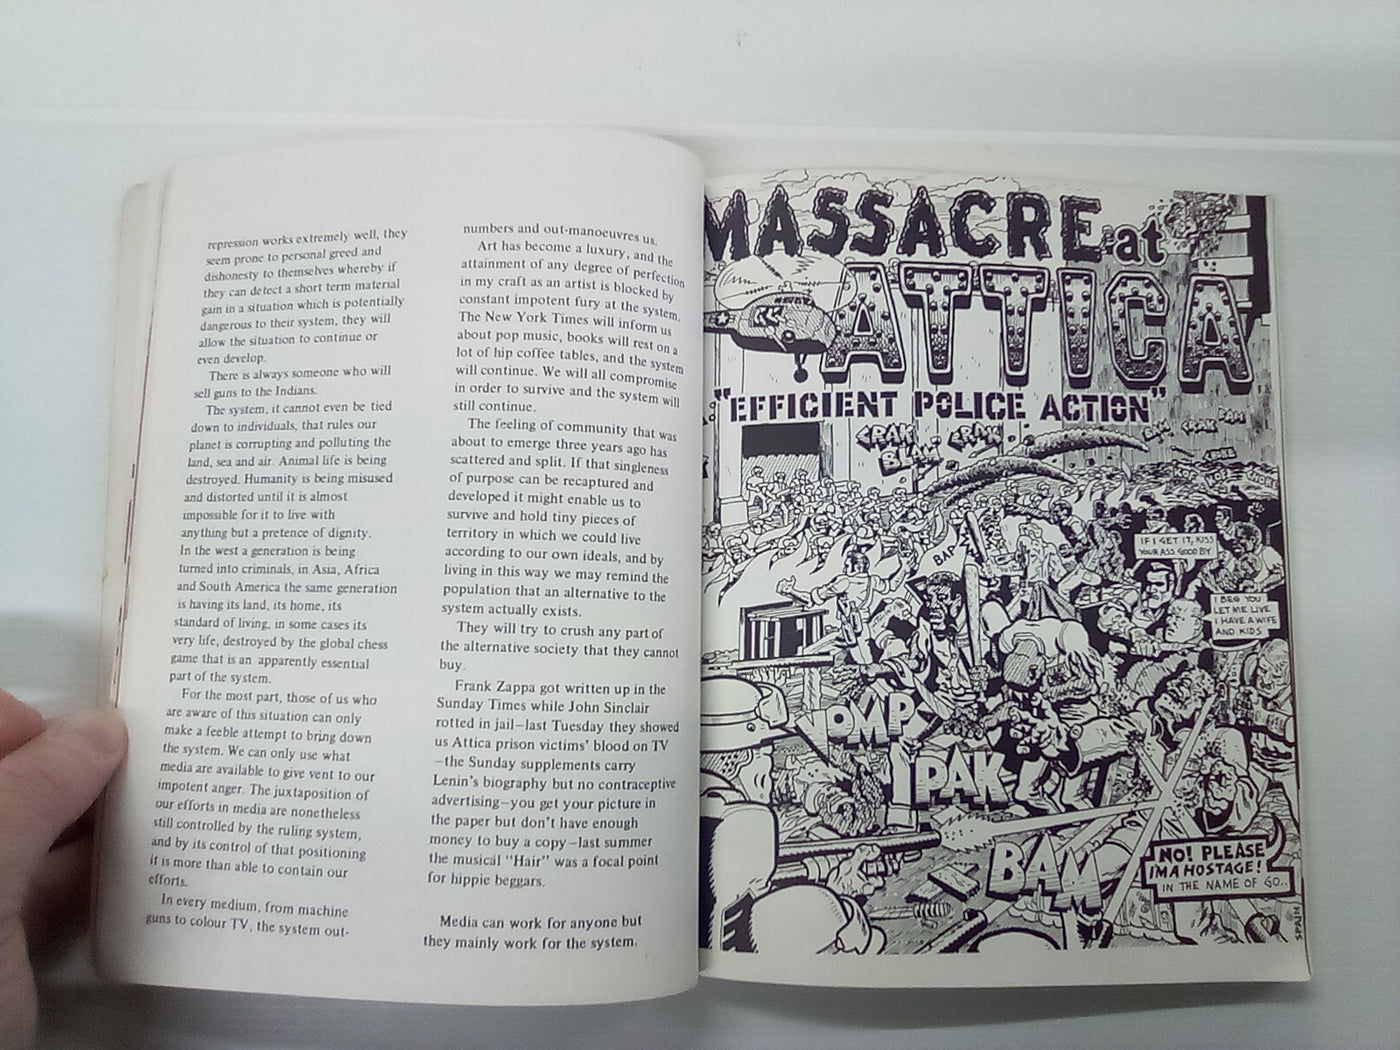 repression works extremely well, they
seem prone to personal greed and
dishonesty to themselves whereby if
they can detect a short term material
gain in a situation which is potentially
dangerous to their system, they will
allow the situation to continue or
even develop.
There is always someone who will
sell guns to the Indians.
The system, it cannot even be tied
down to individuals, that rules our
planet is corrupting and polluting the
land, sea and air. Animal life is being
destroyed. Humanity is being misused
and distorted until it is almost
impossible for it to live with
anything but a pretence of dignity.
In the west a generation is being
turned into criminals, in Asia, Africa
and South America the same generation
is having its land, its home, its
standard of living, in some cases its
very life, destroyed by the global chess
game that is an apparently essential
part of the system.
For the most part, those of us who
are aware of this situation can only
make a feeble attempt to bring down
the system. We can only use what
media are available to give vent to our
impotent anger. The juxtaposition of
our efforts in media are nonetheless
still controlled by the ruling system,
and by its control of that positioning
it is more than able to contain our
efforts.
In every medium, from machine
guns to colour TV, the system out-
numbers and out-manoeuvres us.
Art has become a luxury, and the
attainment of any degree of perfection
in my craft as an artist is blocked by
constant impotent fury at the system.
The New York Times will inform us
about pop music, books will rest on a
lot of hip coffee tables, and the system
will continue. We will all compromise
in order to survive and the system will
still continue.
The feeling of community that was
about to emerge three years ago has
scattered and split. If that singleness
of purpose can be recaptured and
developed it might enable us to
survive and hold tiny pieces of
territory in which we could live
according to our own ideals, and by
living in this way we may remind the
population that an alternative to the
system actually exists.
They will try to crush any part of
the alternative society that they cannot
buy.
Frank Zappa got written up in the
Sunday Times while John Sinclair
rotted in jail—last Tuesday they showed
us Attica prison victims' blood on TV
—the Sunday supplements carry
Lenin's biography but no contraceptive
advertising—you get your picture in
the paper but don't have enough
money to buy a copy—last summer
the musical "Hair" was a focal point
for hippie beggars.
Media can work for anyone but
they mainly work for the system.
MASSACRE at
ATTICA
"EFFICIENT POLICE ACTION"
CRAK CRAK
BLAM
BAM CRAK BAM
BAP
IF I GET IT, KISS
YOUR ASS GOOD BY
I BEG YOU
LET ME LIVE
I HAVE A WIFE
AND KIDS
VOMP
PAK
BAM
NO! PLEASE
IM A HOSTAGE!
IN THE NAME OF GO..
SPAIN